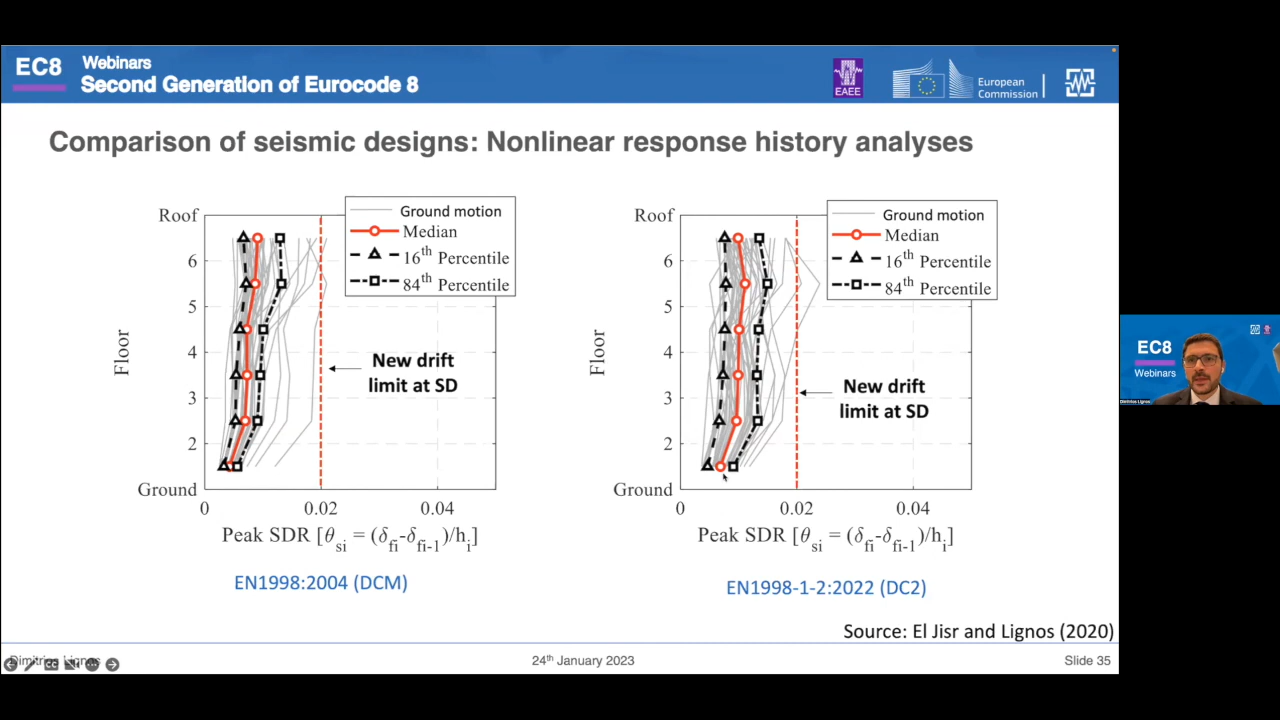 EC8
Webinars
Second Generation of Eurocode 8
EAEE
European
Commission
Comparison of seismic designs: Nonlinear response history analyses
Roof
6
5
4
3
2
Ground
Floor
0
0.02
0.04
Peak SDR [θsi = (δfi-δfi-1)/hi]
Ground motion
Median
16th Percentile
84th Percentile
New drift
limit at SD
EN1998:2004 (DCM)
Roof
6
5
4
3
2
Ground
Floor
0
0.02
0.04
Peak SDR [θsi = (δfi-δfi-1)/hi]
Ground motion
Median
16th Percentile
84th Percentile
New drift
limit at SD
EN1998-1-2:2022 (DC2)
Source: El Jisr and Lignos (2020)
Dimitrios Lignos
24th January 2023
Slide 35
EC8
Webinars
Dimitrios Lignos